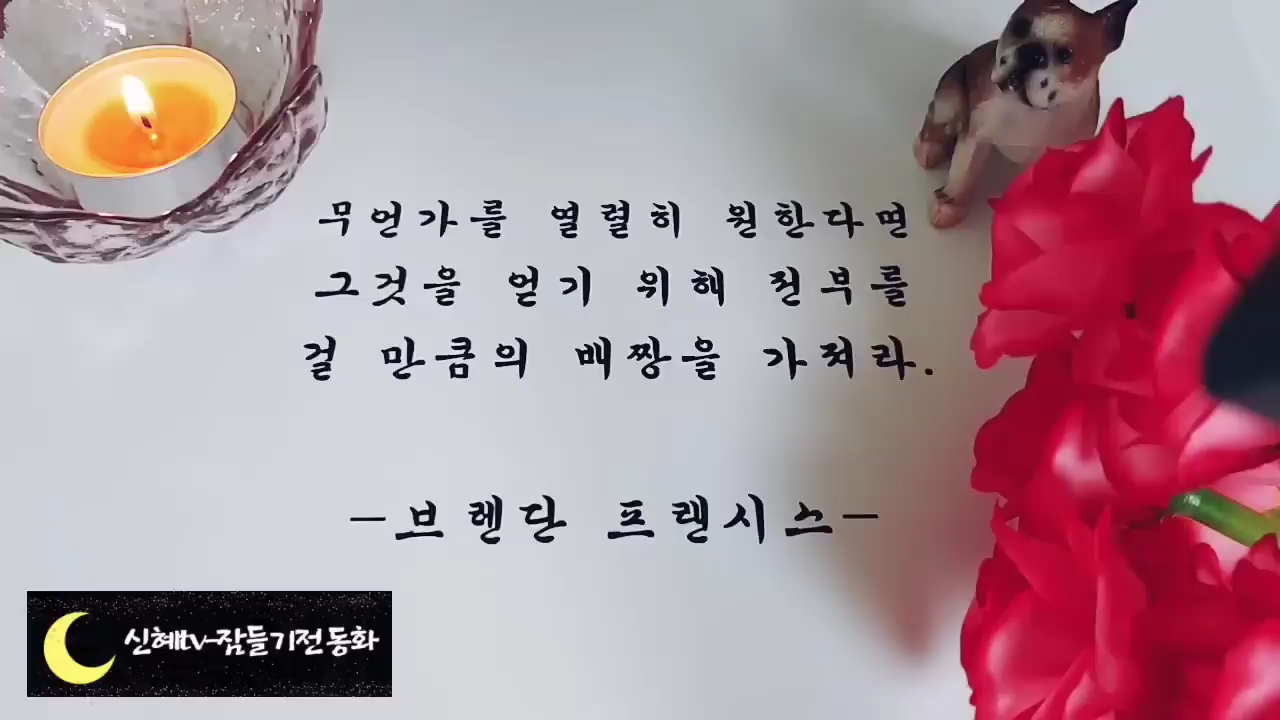 무언가를 열렬히 원한다면
그것을 얻기 위해 전부를
걸 만큼의 배짱을 가져라.
-브렌단 프랜시스-
신혜tv-잠들기전 동화